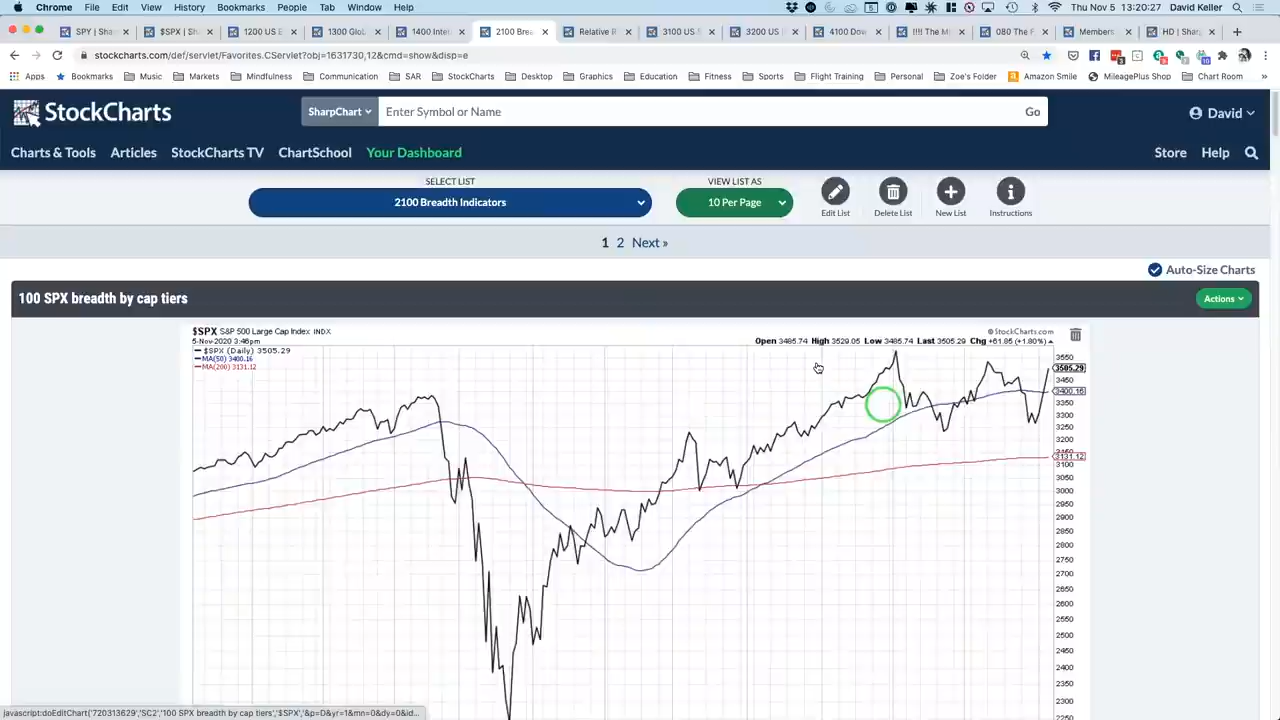 Chrome File Edit View History Bookmarks People Tab Window Help Thu Nov 5 13:20:27 David Keller
SPY | Sha $SPX | Sh 1200 US 1300 Glo 1400 Inte 2100 Brea Relative R 3100 US 3200 US 4100 Dow !!!! The M 080 The F Members HD | Shar
stockcharts.com/def/servlet/Favorites.CServlet?obj=1631730,12&cmd=show&disp=e
Apps Bookmarks Music Markets Mindfulness Communication SAR StockCharts Desktop Graphics Education Fitness Sports Flight Training Personal Zoe's Folder Amazon Smile MileagePlus Shop Chart Room »
StockCharts SharpChart Enter Symbol or Name Go David
Charts & Tools Articles StockCharts TV ChartSchool Your Dashboard Store Help
SELECT LIST VIEW LIST AS
2100 Breadth Indicators 10 Per Page Edit List Delete List New List Instructions
1 2 Next »
Auto-Size Charts
100 SPX breadth by cap tiers Actions
$SPX S&P 500 Large Cap Index INDX © StockCharts.com
5-Nov-2020 3:46pm Open 3485.74 High 3529.05 Low 3485.74 Last 3505.29 Chg +61.85 (+1.80%)
$SPX (Daily) 3505.29
MA(50) 3400.16
MA(200) 3131.12
3550
3505.29
3450
3400.16
3350
3300
3250
3200
3131.12
3100
3050
3000
2950
2900
2850
2800
2750
2700
2650
2600
2550
2500
2450
2400
2350
2300
2250
javascript:doEditChart('720313629','SC2','100 SPX breadth by cap tiers','$SPX','&p=D&yr=1&mn=0&dy=0&id...